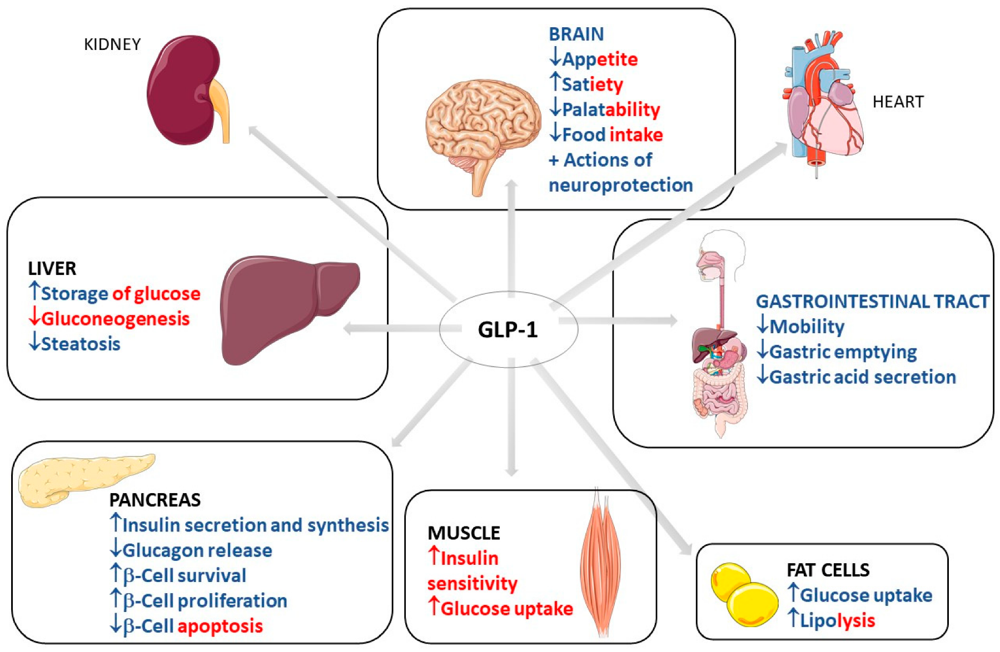 KIDNEY
BRAIN
↓Appetite
↑Satiety
↓Palatability
↓Food intake
+ Actions of
neuroprotection
HEART
LIVER
↑Storage of glucose
↓Gluconeogenesis
↓Steatosis
GLP-1
GASTROINTESTINAL TRACT
↓Mobility
↓Gastric emptying
↓Gastric acid secretion
PANCREAS
↑Insulin secretion and synthesis
↓Glucagon release
↑β-Cell survival
↑β-Cell proliferation
↓β-Cell apoptosis
MUSCLE
↑Insulin
sensitivity
↑Glucose uptake
FAT CELLS
↑Glucose uptake
↑Lipolysis